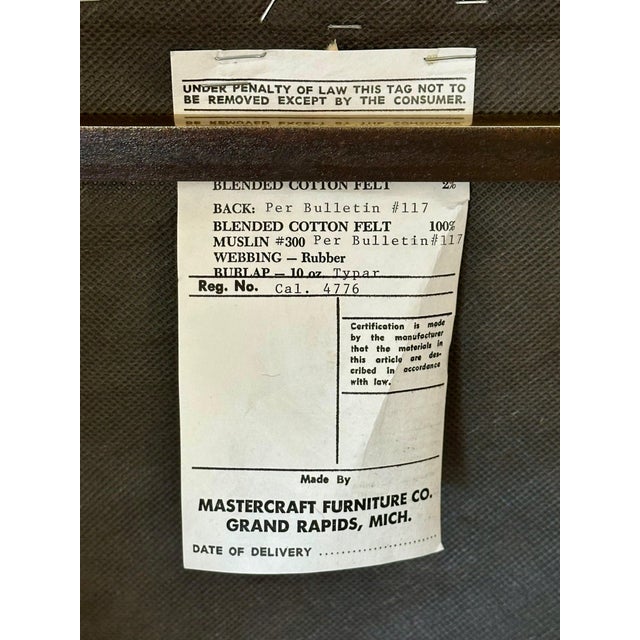 UNDER PENALTY OF LAW THIS TAG NOT TO
BE REMOVED EXCEPT BY THE CONSUMER.
BLENDED COTTON FELT 2%
BACK: Per Bulletin #117
BLENDED COTTON FELT 100%
MUSLIN #300 Per Bulletin#117
WEBBING — Rubber
BURLAP — 10 oz. Typar
Reg. No. Cal. 4776
Certification is made
by the manufacturer
that the materials in
this article are des-
cribed in accordance
with law.
Made By
MASTERCRAFT FURNITURE CO.
GRAND RAPIDS, MICH.
DATE OF DELIVERY ..................